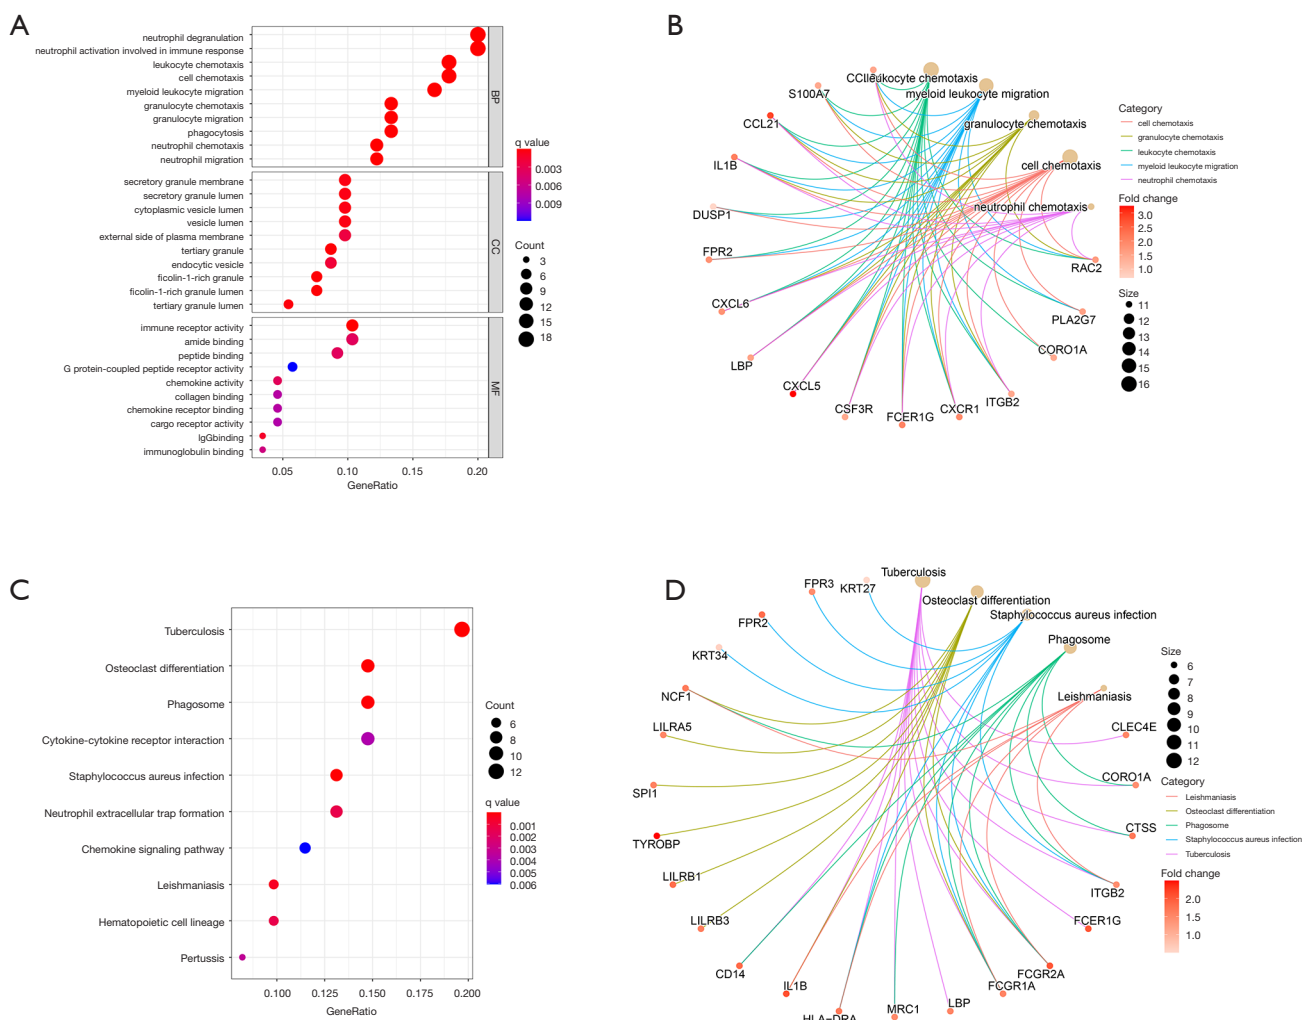 A
neutrophil degranulation
neutrophil activation involved in immune response
leukocyte chemotaxis
cell chemotaxis
myeloid leukocyte migration
granulocyte chemotaxis
granulocyte migration
phagocytosis
neutrophil chemotaxis
neutrophil migration
BP
secretory granule membrane
secretory granule lumen
cytoplasmic vesicle lumen
vesicle lumen
external side of plasma membrane
tertiary granule
endocytic vesicle
ficolin-1-rich granule
ficolin-1-rich granule lumen
tertiary granule lumen
CC
immune receptor activity
amide binding
peptide binding
G protein-coupled peptide receptor activity
chemokine activity
collagen binding
chemokine receptor binding
cargo receptor activity
IgGbinding
immunoglobulin binding
MF
0.05 0.10 0.15 0.20
GeneRatio
q value
0.003
0.006
0.009
Count
3
6
9
12
15
18
B
leukocyte chemotaxis
myeloid leukocyte migration
granulocyte chemotaxis
cell chemotaxis
neutrophil chemotaxis
S100A7
CCL21
IL1B
DUSP1
FPR2
CXCL6
LBP
CXCL5
CSF3R
FCER1G
CXCR1
ITGB2
CORO1A
PLA2G7
RAC2
Category
cell chemotaxis
granulocyte chemotaxis
leukocyte chemotaxis
myeloid leukocyte migration
neutrophil chemotaxis
Fold change
3.0
2.5
2.0
1.5
1.0
Size
11
12
13
14
15
16
C
Tuberculosis
Osteoclast differentiation
Phagosome
Cytokine-cytokine receptor interaction
Staphylococcus aureus infection
Neutrophil extracellular trap formation
Chemokine signaling pathway
Leishmaniasis
Hematopoietic cell lineage
Pertussis
0.100 0.125 0.150 0.175 0.200
GeneRatio
Count
6
8
10
12
q value
0.001
0.002
0.003
0.004
0.005
0.006
D
Tuberculosis
Osteoclast differentiation
Staphylococcus aureus infection
Phagosome
Leishmaniasis
KRT27
FPR3
FPR2
KRT34
NCF1
LILRA5
SPI1
TYROBP
LILRB1
LILRB3
CD14
IL1B
HLA-DRA
MRC1
LBP
FCGR1A
FCGR2A
FCER1G
ITGB2
CTSS
CORO1A
CLEC4E
Size
6
7
8
9
10
11
12
Category
Leishmaniasis
Osteoclast differentiation
Phagosome
Staphylococcus aureus infection
Tuberculosis
Fold change
2.0
1.5
1.0